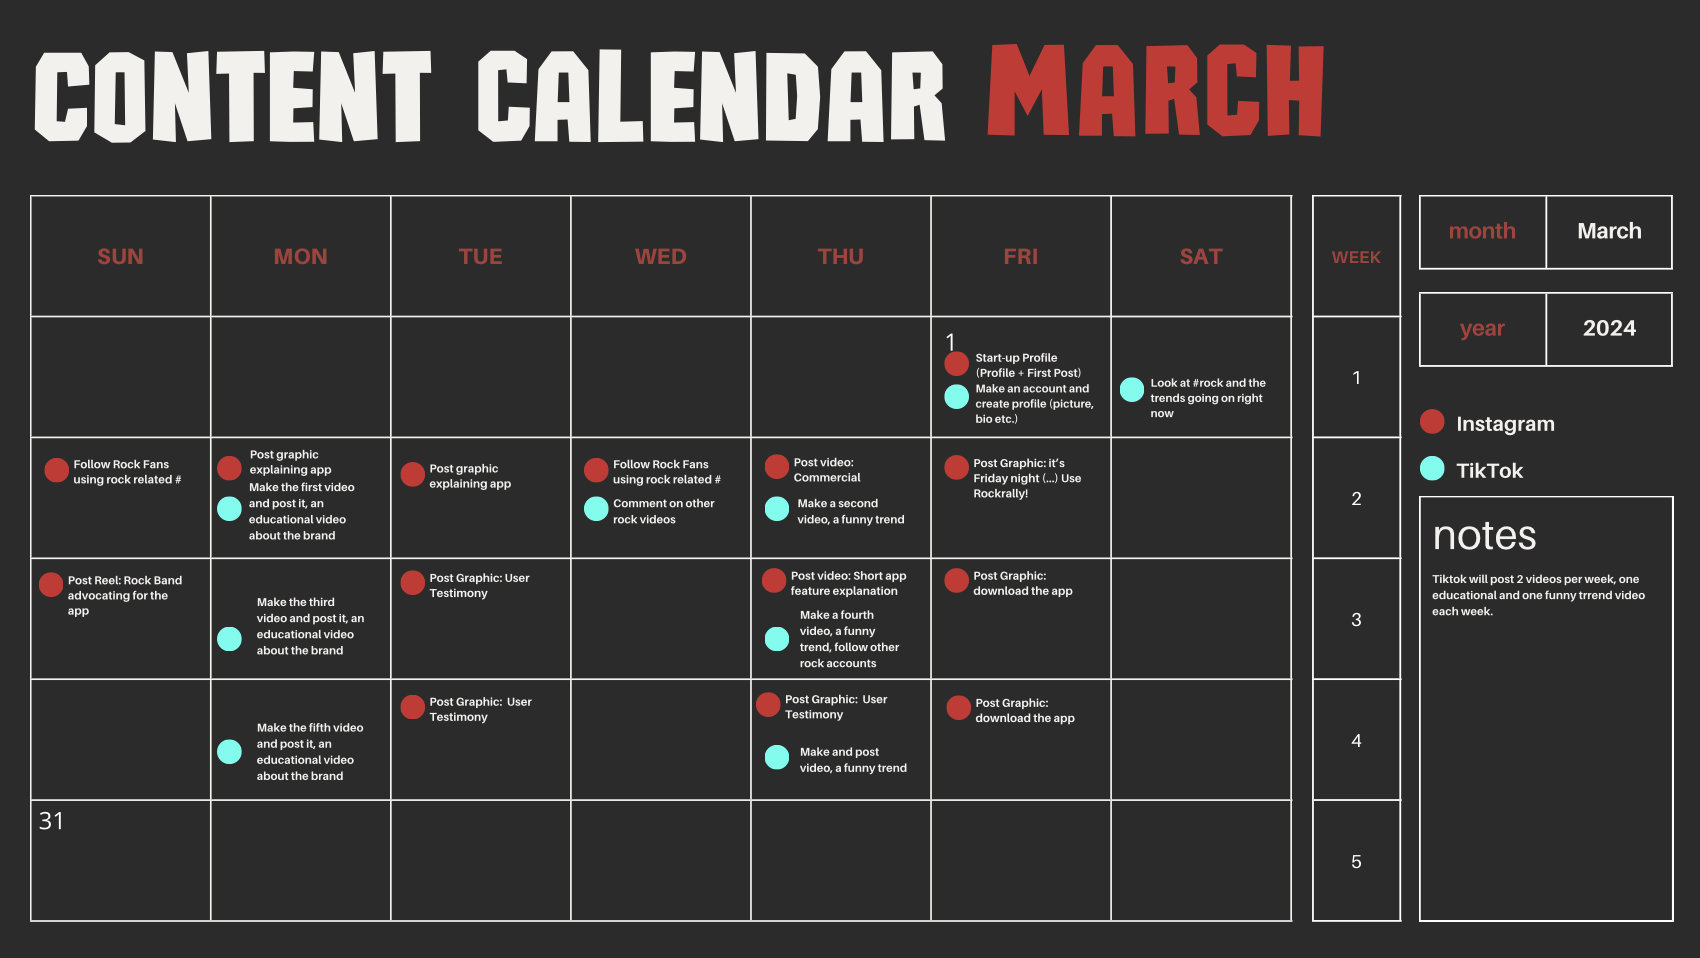 CONTENT CALENDAR MARCH
SUN
MON
TUE
WED
THU
FRI
SAT
WEEK
month
March
year
2024
Instagram
TikTok
1
Start-up Profile
(Profile + First Post)
Make an account and
create profile (picture,
bio etc.)
Look at #rock and the
trends going on right
now
1
Follow Rock Fans
using rock related #
Post graphic
explaining app
Make the first video
and post it, an
educational video
about the brand
Post graphic
explaining app
Follow Rock Fans
using rock related #
Comment on other
rock videos
Post video:
Commercial
Make a second
video, a funny trend
Post Graphic: it's
Friday night (...) Use
Rockrally!
2
Post Reel: Rock Band
advocating for the
app
Make the third
video and post it, an
educational video
about the brand
Post Graphic: User
Testimony
Post video: Short app
feature explanation
Make a fourth
video, a funny
trend, follow other
rock accounts
Post Graphic:
download the app
3
Make the fifth video
and post it, an
educational video
about the brand
Post Graphic: User
Testimony
Post Graphic: User
Testimony
Make and post
video, a funny trend
Post Graphic:
download the app
4
31
5
notes
Tiktok will post 2 videos per week, one
educational and one funny trrend video
each week.